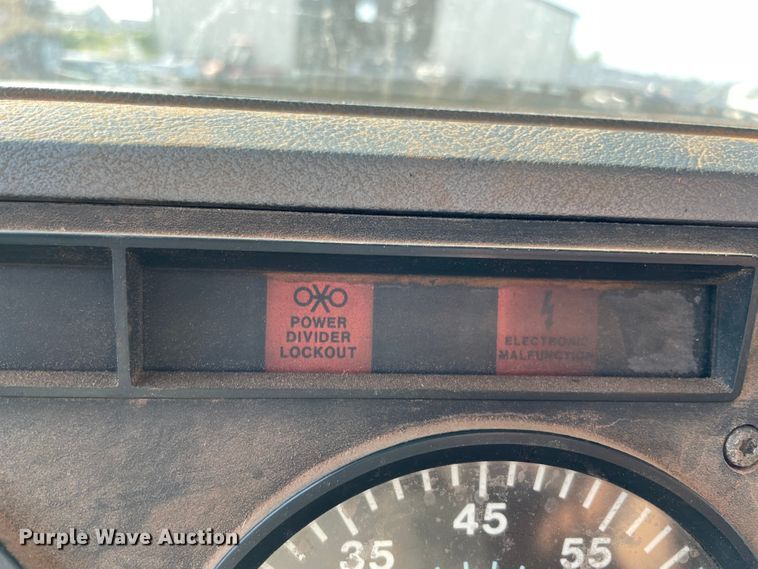 POWER
DIVIDER
LOCKOUT
ELECTRONIC
MALFUNCTION
35
45
55
Purple Wave Auction